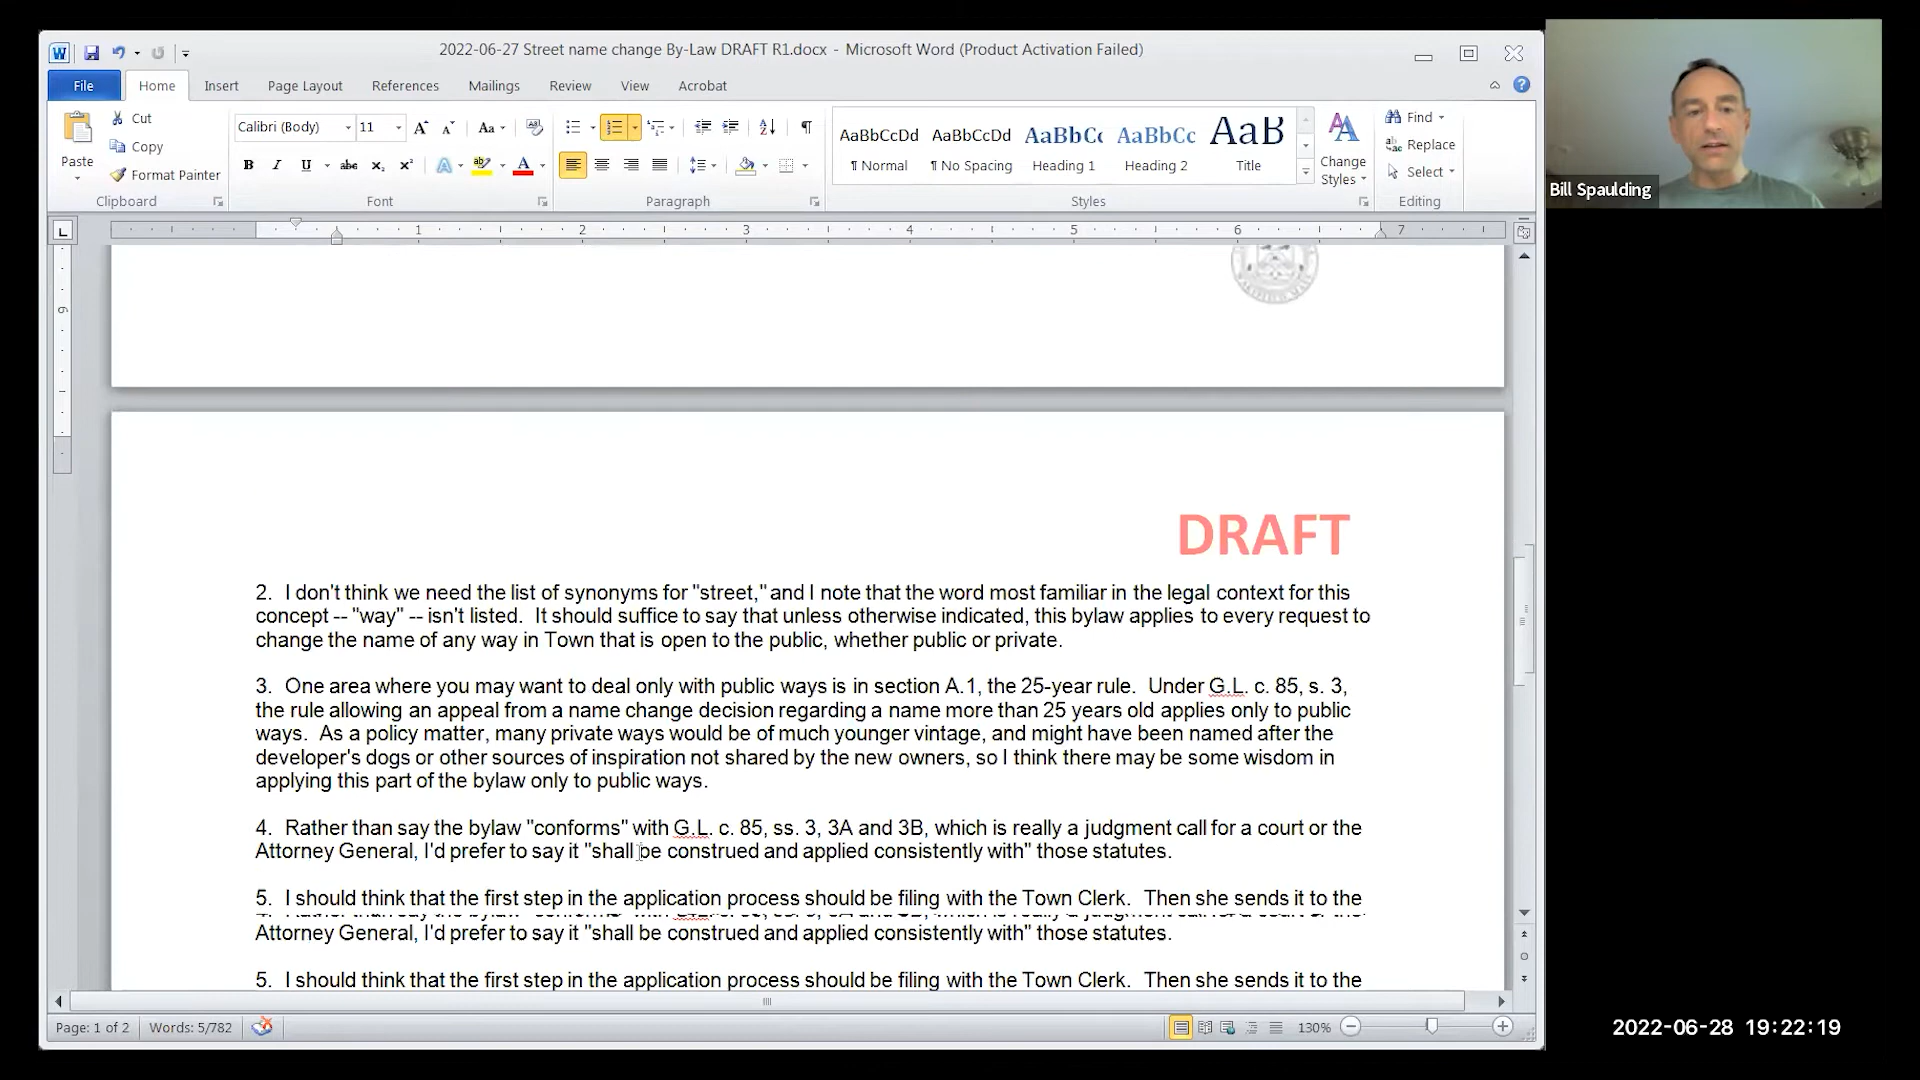 2022-06-27 Street name change By-Law DRAFT R1.docx - Microsoft Word (Product Activation Failed)
File Home Insert Page Layout References Mailings Review View Acrobat
Paste
Cut
Copy
Format Painter
Clipboard
Calibri (Body) 11
Font
Paragraph
AaBbCcDd AaBbCcDd AaBbCc AaBbCc AaB
¶ Normal ¶ No Spacing Heading 1 Heading 2 Title
Change
Styles
Styles
Find
Replace
Select
Editing
Bill Spaulding
1 2 3 4 5 6 7
DRAFT
2. I don't think we need the list of synonyms for "street," and I note that the word most familiar in the legal context for this
concept -- "way" -- isn't listed. It should suffice to say that unless otherwise indicated, this bylaw applies to every request to
change the name of any way in Town that is open to the public, whether public or private.
3. One area where you may want to deal only with public ways is in section A.1, the 25-year rule. Under G.L. c. 85, s. 3,
the rule allowing an appeal from a name change decision regarding a name more than 25 years old applies only to public
ways. As a policy matter, many private ways would be of much younger vintage, and might have been named after the
developer's dogs or other sources of inspiration not shared by the new owners, so I think there may be some wisdom in
applying this part of the bylaw only to public ways.
4. Rather than say the bylaw "conforms" with G.L. c. 85, ss. 3, 3A and 3B, which is really a judgment call for a court or the
Attorney General, I'd prefer to say it "shall be construed and applied consistently with" those statutes.
5. I should think that the first step in the application process should be filing with the Town Clerk. Then she sends it to the
Attorney General, I'd prefer to say it "shall be construed and applied consistently with" those statutes.
5. I should think that the first step in the application process should be filing with the Town Clerk. Then she sends it to the
Page: 1 of 2 Words: 5/782 130%
2022-06-28 19:22:19